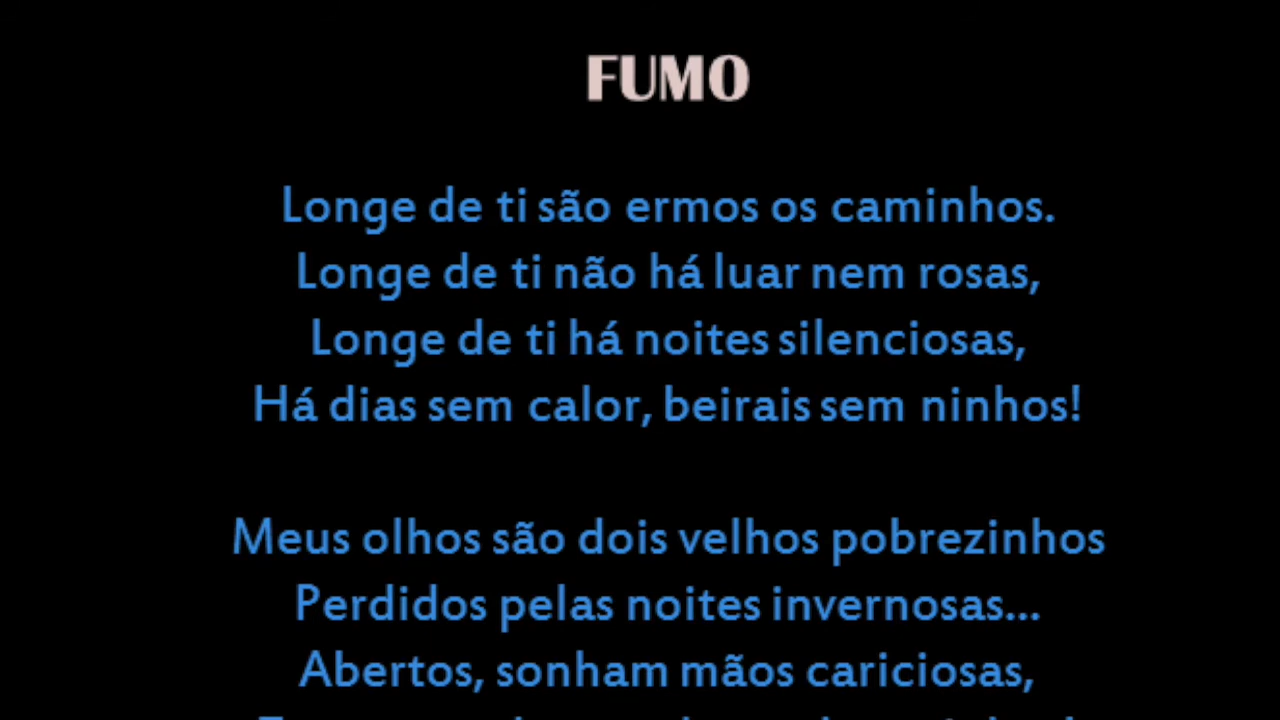 FUMO
Longe de ti são ermos os caminhos.
Longe de ti não há luar nem rosas,
Longe de ti há noites silenciosas,
Há dias sem calor, beirais sem ninhos!
Meus olhos são dois velhos pobrezinhos
Perdidos pelas noites invernosas...
Abertos, sonham mãos cariciosas,